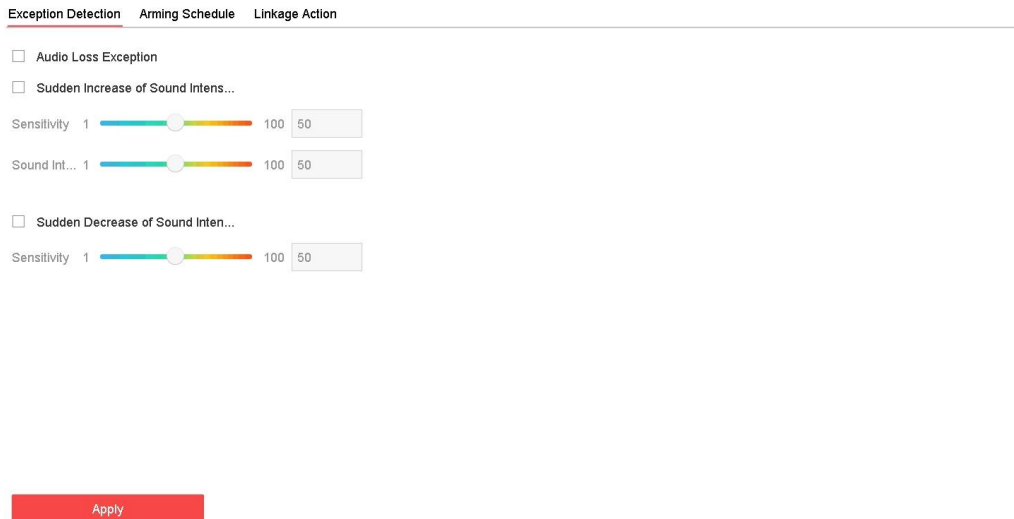 Exception Detection Arming Schedule Linkage Action
Audio Loss Exception
Sudden Increase of Sound Intens...
Sensitivity 1 100 50
Sound Int... 1 100 50
Sudden Decrease of Sound Inten...
Sensitivity 1 100 50
Apply